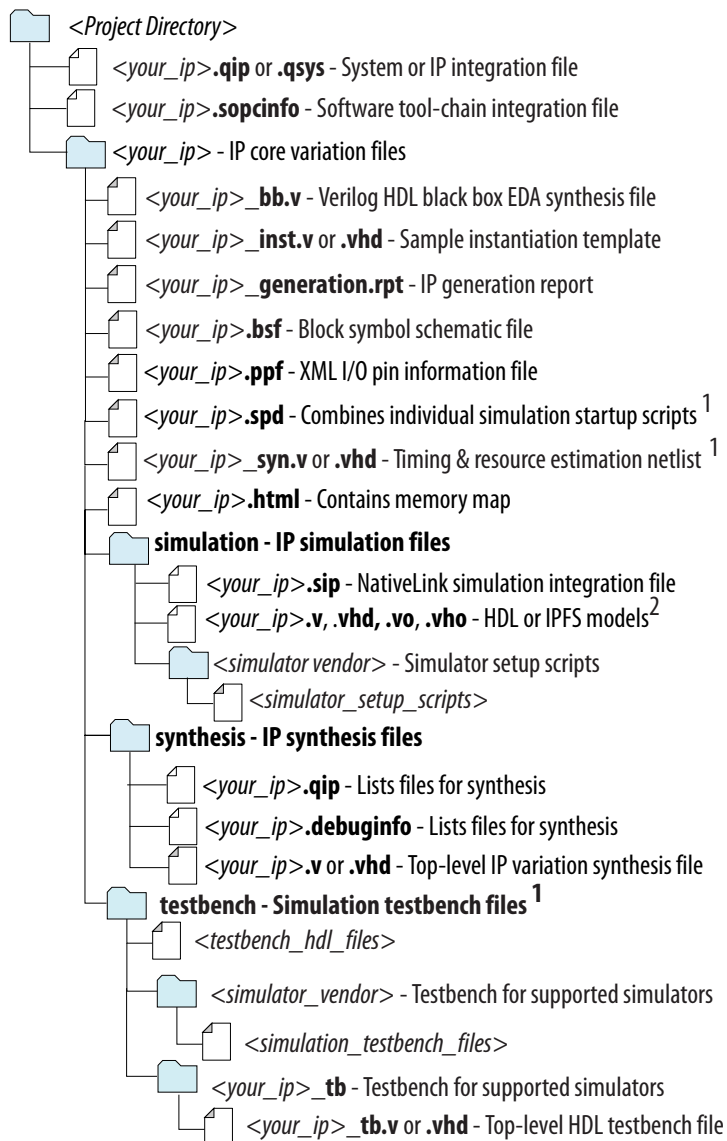 <Project Directory>
<your_ip>.qip or .qsys - System or IP integration file
<your_ip>.sopcinfo - Software tool-chain integration file
<your_ip> - IP core variation files
<your_ip>_bb.v - Verilog HDL black box EDA synthesis file
<your_ip>_inst.v or .vhd - Sample instantiation template
<your_ip>_generation.rpt - IP generation report
<your_ip>.bsf - Block symbol schematic file
<your_ip>.ppf - XML I/O pin information file
<your_ip>.spd - Combines individual simulation startup scripts 1
<your_ip>_syn.v or .vhd - Timing & resource estimation netlist 1
<your_ip>.html - Contains memory map
simulation - IP simulation files
<your_ip>.sip - NativeLink simulation integration file
<your_ip>.v, .vhd, .vo, .vho - HDL or IPFS models2
<simulator vendor> - Simulator setup scripts
<simulator_setup_scripts>
synthesis - IP synthesis files
<your_ip>.qip - Lists files for synthesis
<your_ip>.debuginfo - Lists files for synthesis
<your_ip>.v or .vhd - Top-level IP variation synthesis file
testbench - Simulation testbench files 1
<testbench_hdl_files>
<simulator_vendor> - Testbench for supported simulators
<simulation_testbench_files>
<your_ip>_tb - Testbench for supported simulators
<your_ip>_tb.v or .vhd - Top-level HDL testbench file